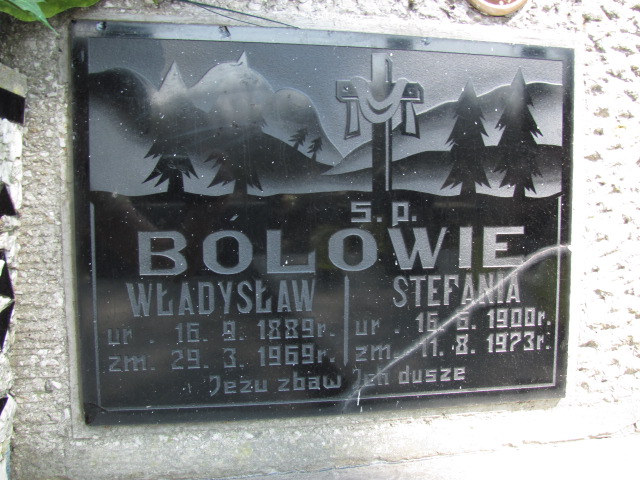 Ś. p.
BÓLOWIE
WŁADYSŁAW
ur. 16. 9. 1889r.
zm. 29. 3. 1969r.
STEFANIA
ur. 16. 8. 1900r.
zm. 11. 8. 1973r.
Jezu zbaw Ich dusze